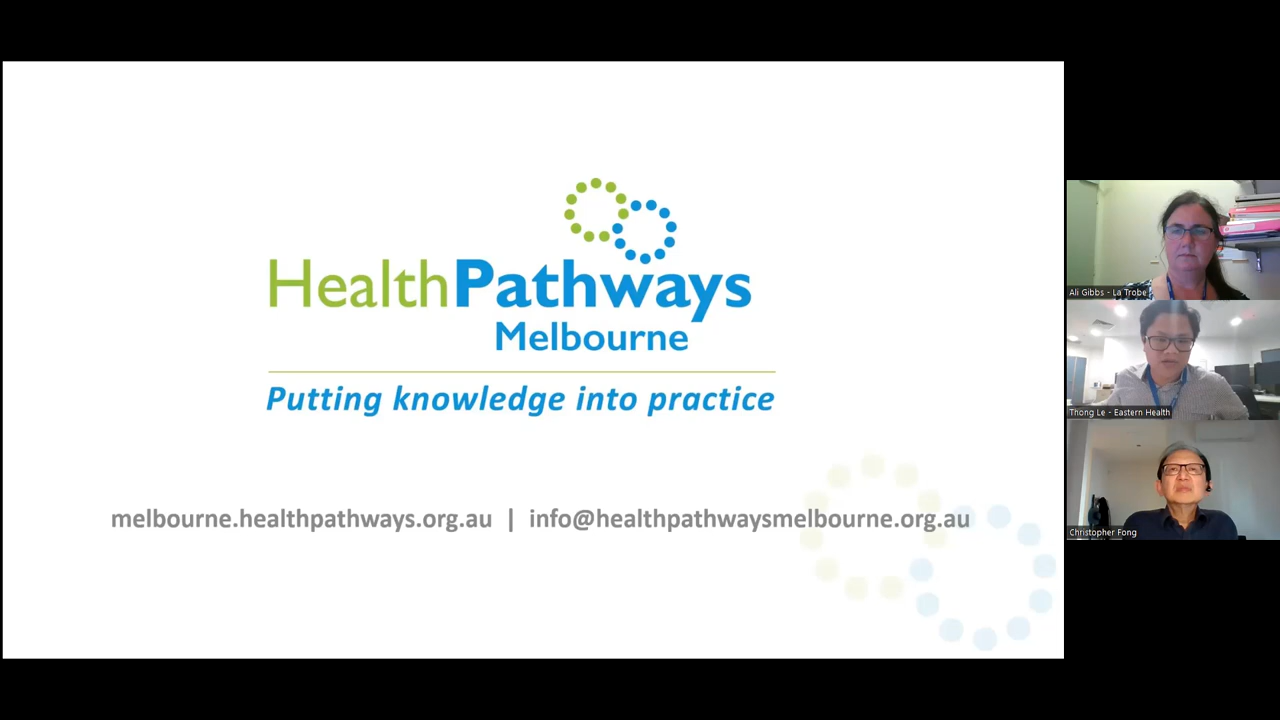 HealthPathways
Melbourne
Putting knowledge into practice
melbourne.healthpathways.org.au | info@healthpathwaysmelbourne.org.au
Ali Gibbs - La Trobe
Thong Le - Eastern Health
Christopher Fong